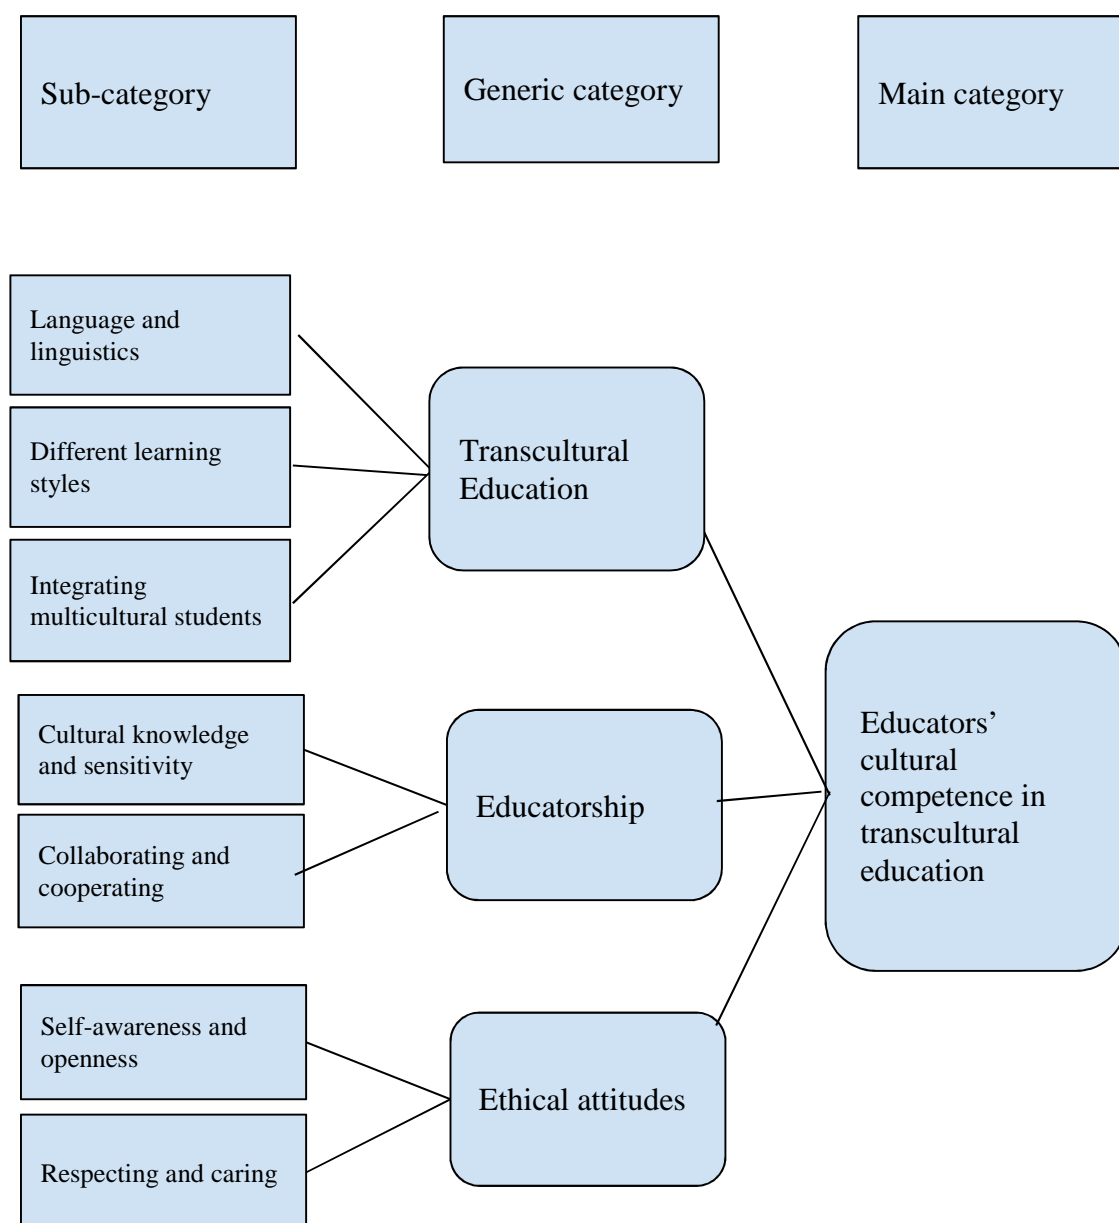 Sub-category
Generic category
Main category
Language and
linguistics
Different learning
styles
Integrating
multicultural students
Transcultural
Education
Cultural knowledge
and sensitivity
Collaborating and
cooperating
Educatorship
Self-awareness and
openness
Respecting and caring
Ethical attitudes
Educators’
cultural
competence in
transcultural
education